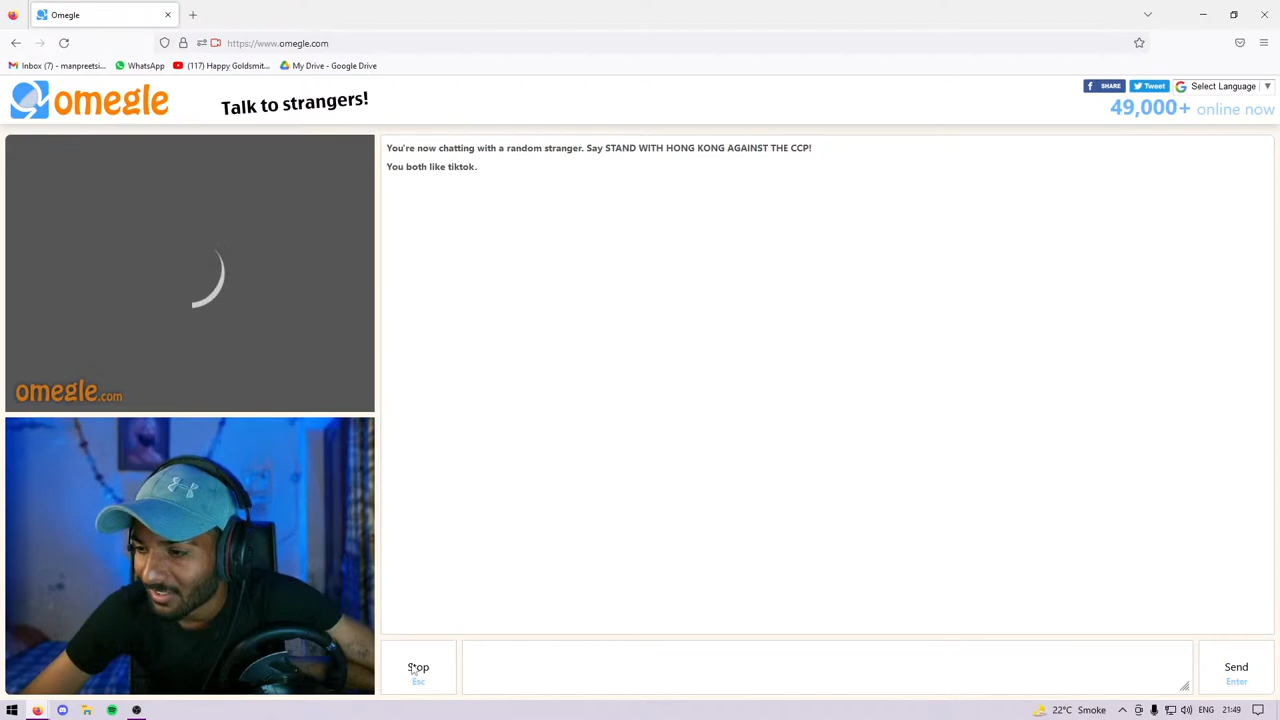 Omegle
https://www.omegle.com
Inbox (7) - manpreetsi...
WhatsApp
(117) Happy Goldsmit...
My Drive - Google Drive
omegle
Talk to strangers!
SHARE
Tweet
Select Language
49,000+ online now
You're now chatting with a random stranger. Say STAND WITH HONG KONG AGAINST THE CCP!
You both like tiktok.
omegle.com
Stop
Esc
Send
Enter
22°C Smoke
ENG
21:49